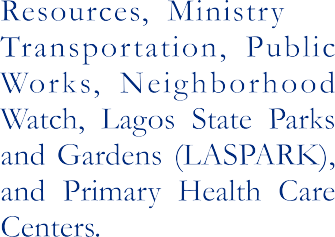 Resources, Ministry
Transportation, Public
Works, Neighborhood
Watch, Lagos State Parks
and Gardens (LASPARK),
and Primary Health Care
Centers.